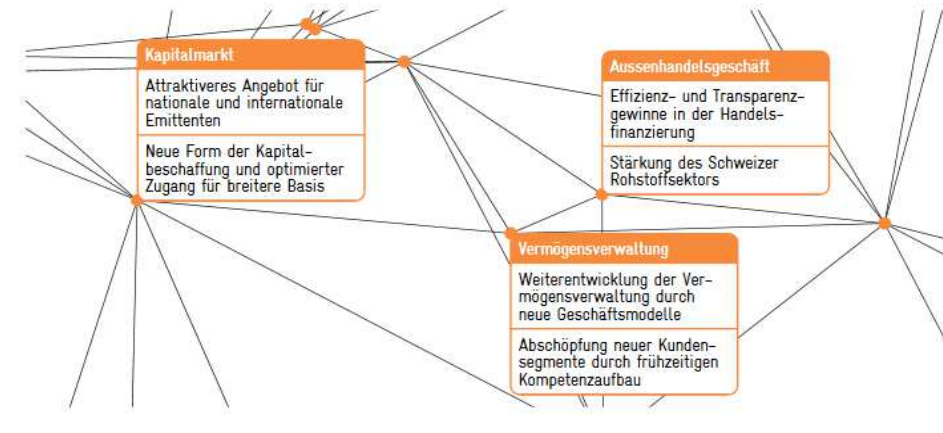 Kapitalmarkt
Attraktiveres Angebot für
nationale und internationale
Emittenten
Neue Form der Kapital-
beschaffung und optimierter
Zugang für breitere Basis
Aussenhandelsgeschäft
Effizienz- und Transparenz-
gewinne in der Handels-
finanzierung
Stärkung des Schweizer
Rohstoffsektors
Vermögensverwaltung
Weiterentwicklung der Ver-
mögensverwaltung durch
neue Geschäftsmodelle
Abschöpfung neuer Kunden-
segmente durch frühzeitigen
Kompetenzaufbau